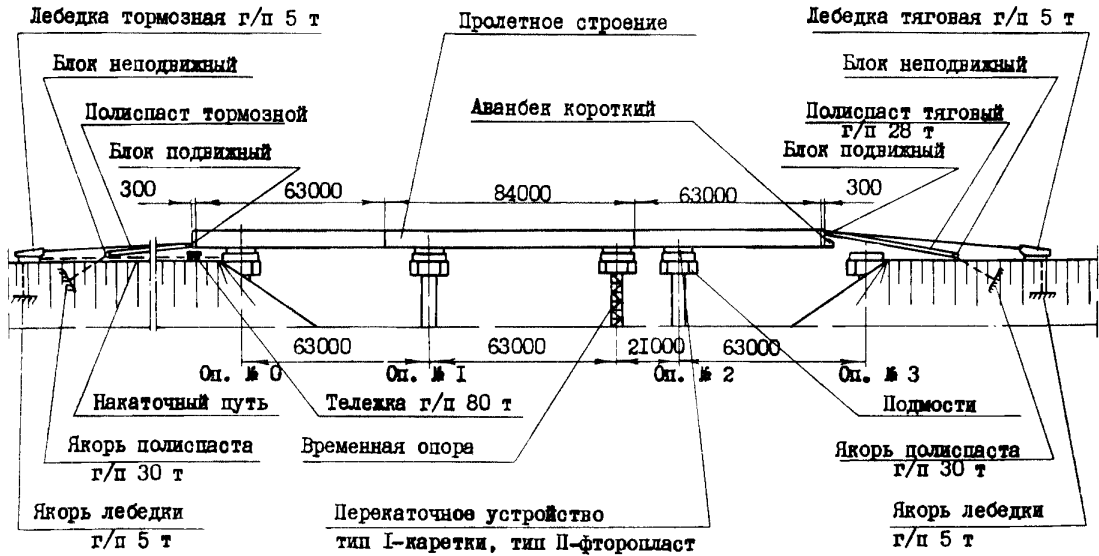 Лебедка тормозная г/п 5 т
Пролетное строение
Лебедка тяговая г/п 5 т
Блок неподвижный
Блок неподвижный
Полиспаст тормозной
Аванбек короткий
Полиспаст тяговый
г/п 28 т
Блок подвижный
Блок подвижный
300
63000
84000
63000
300
63000
63000
21000
63000
Оп. № 0
Оп. № I
Оп. № 2
Оп. № 3
Накаточный путь
Тележка г/п 80 т
Подмости
Якорь полиспаста
г/п 30 т
Временная опора
Якорь полиспаста
г/п 30 т
Якорь лебедки
г/п 5 т
Перекаточное устройство
тип I-каретки, тип П-фторопласт
Якорь лебедки
г/п 5 т